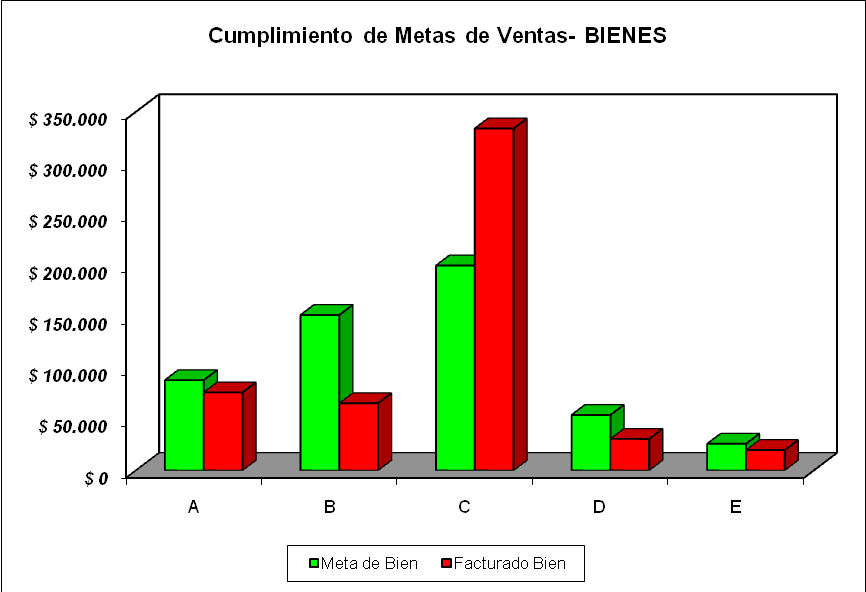 Cumplimiento de Metas de Ventas- BIENES
$ 350.000
$ 300.000
$ 250.000
$ 200.000
$ 150.000
$ 100.000
$ 50.000
$ 0
A B C D E
Meta de Bien Facturado Bien